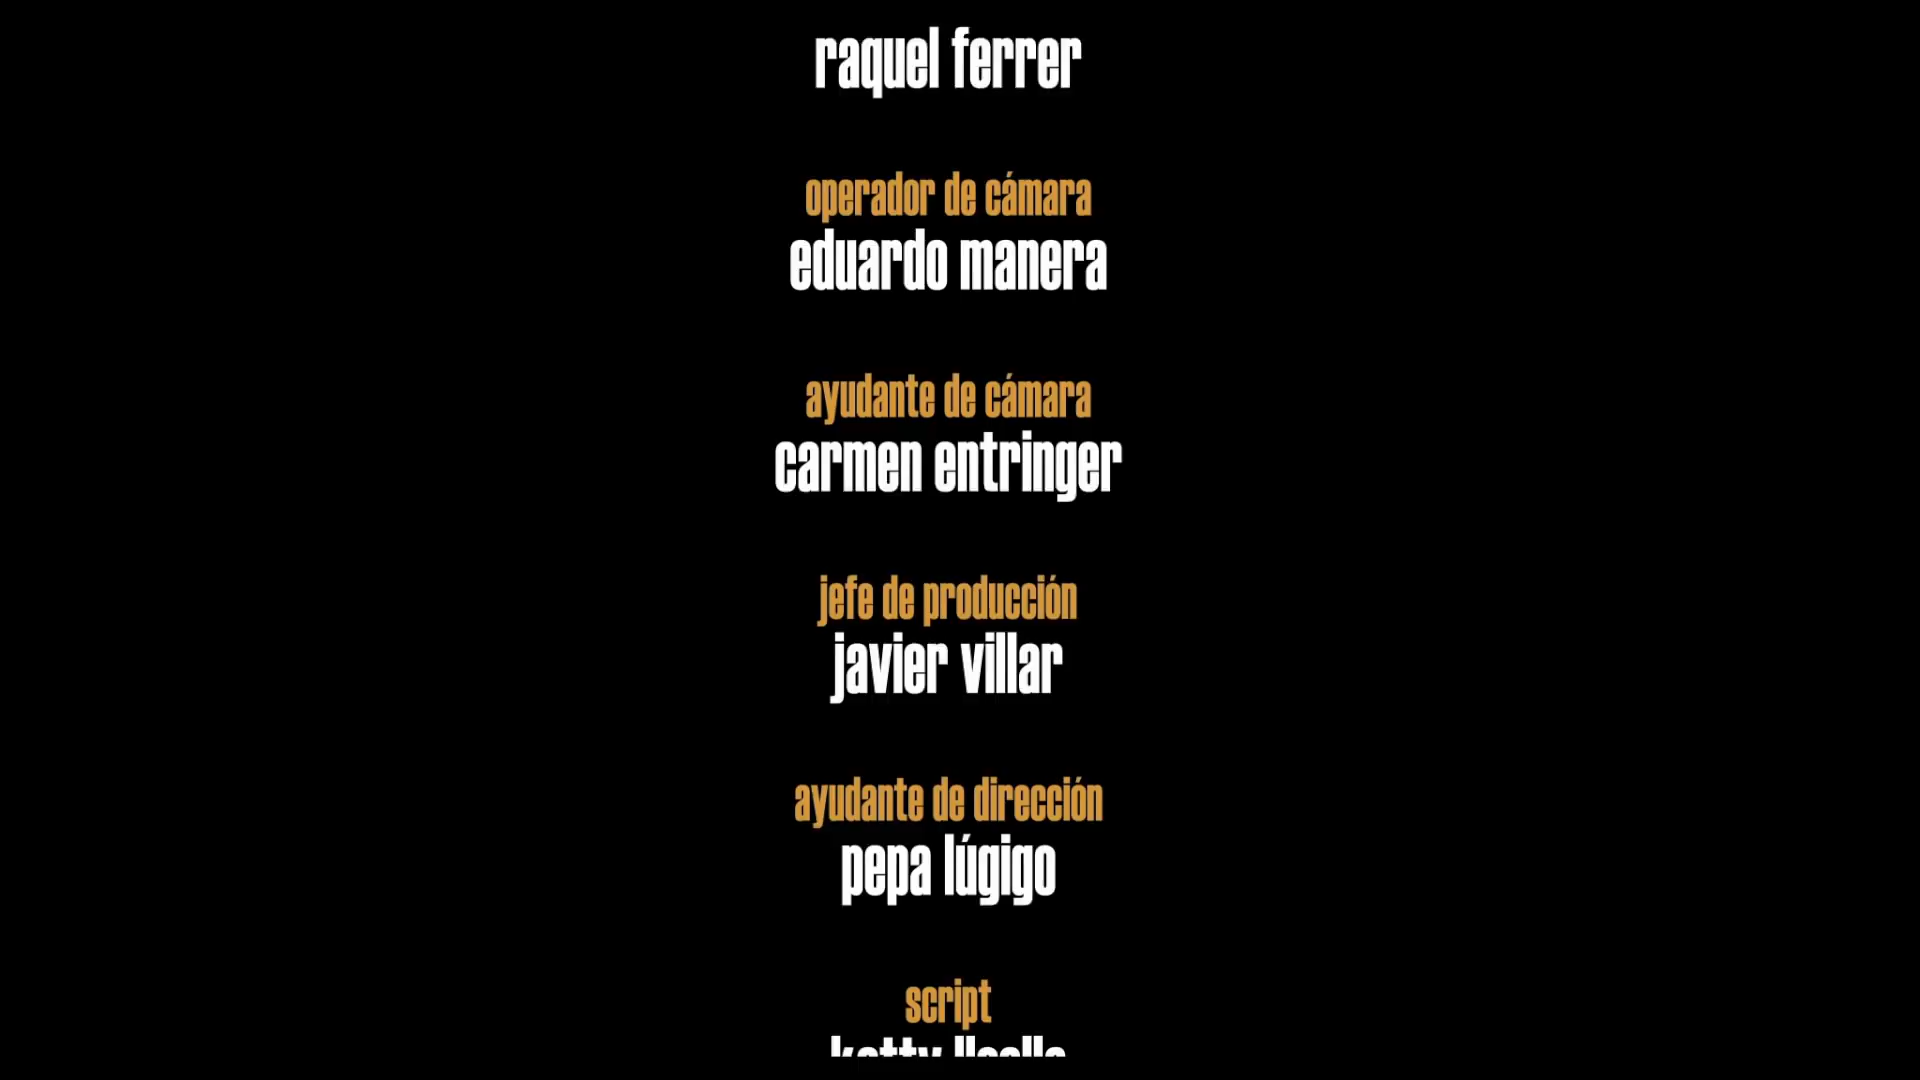 raquel ferrer
operador de cámara
eduardo manera
ayudante de cámara
carmen entringer
jefe de producción
javier villar
ayudante de dirección
pepa lúgigo
script